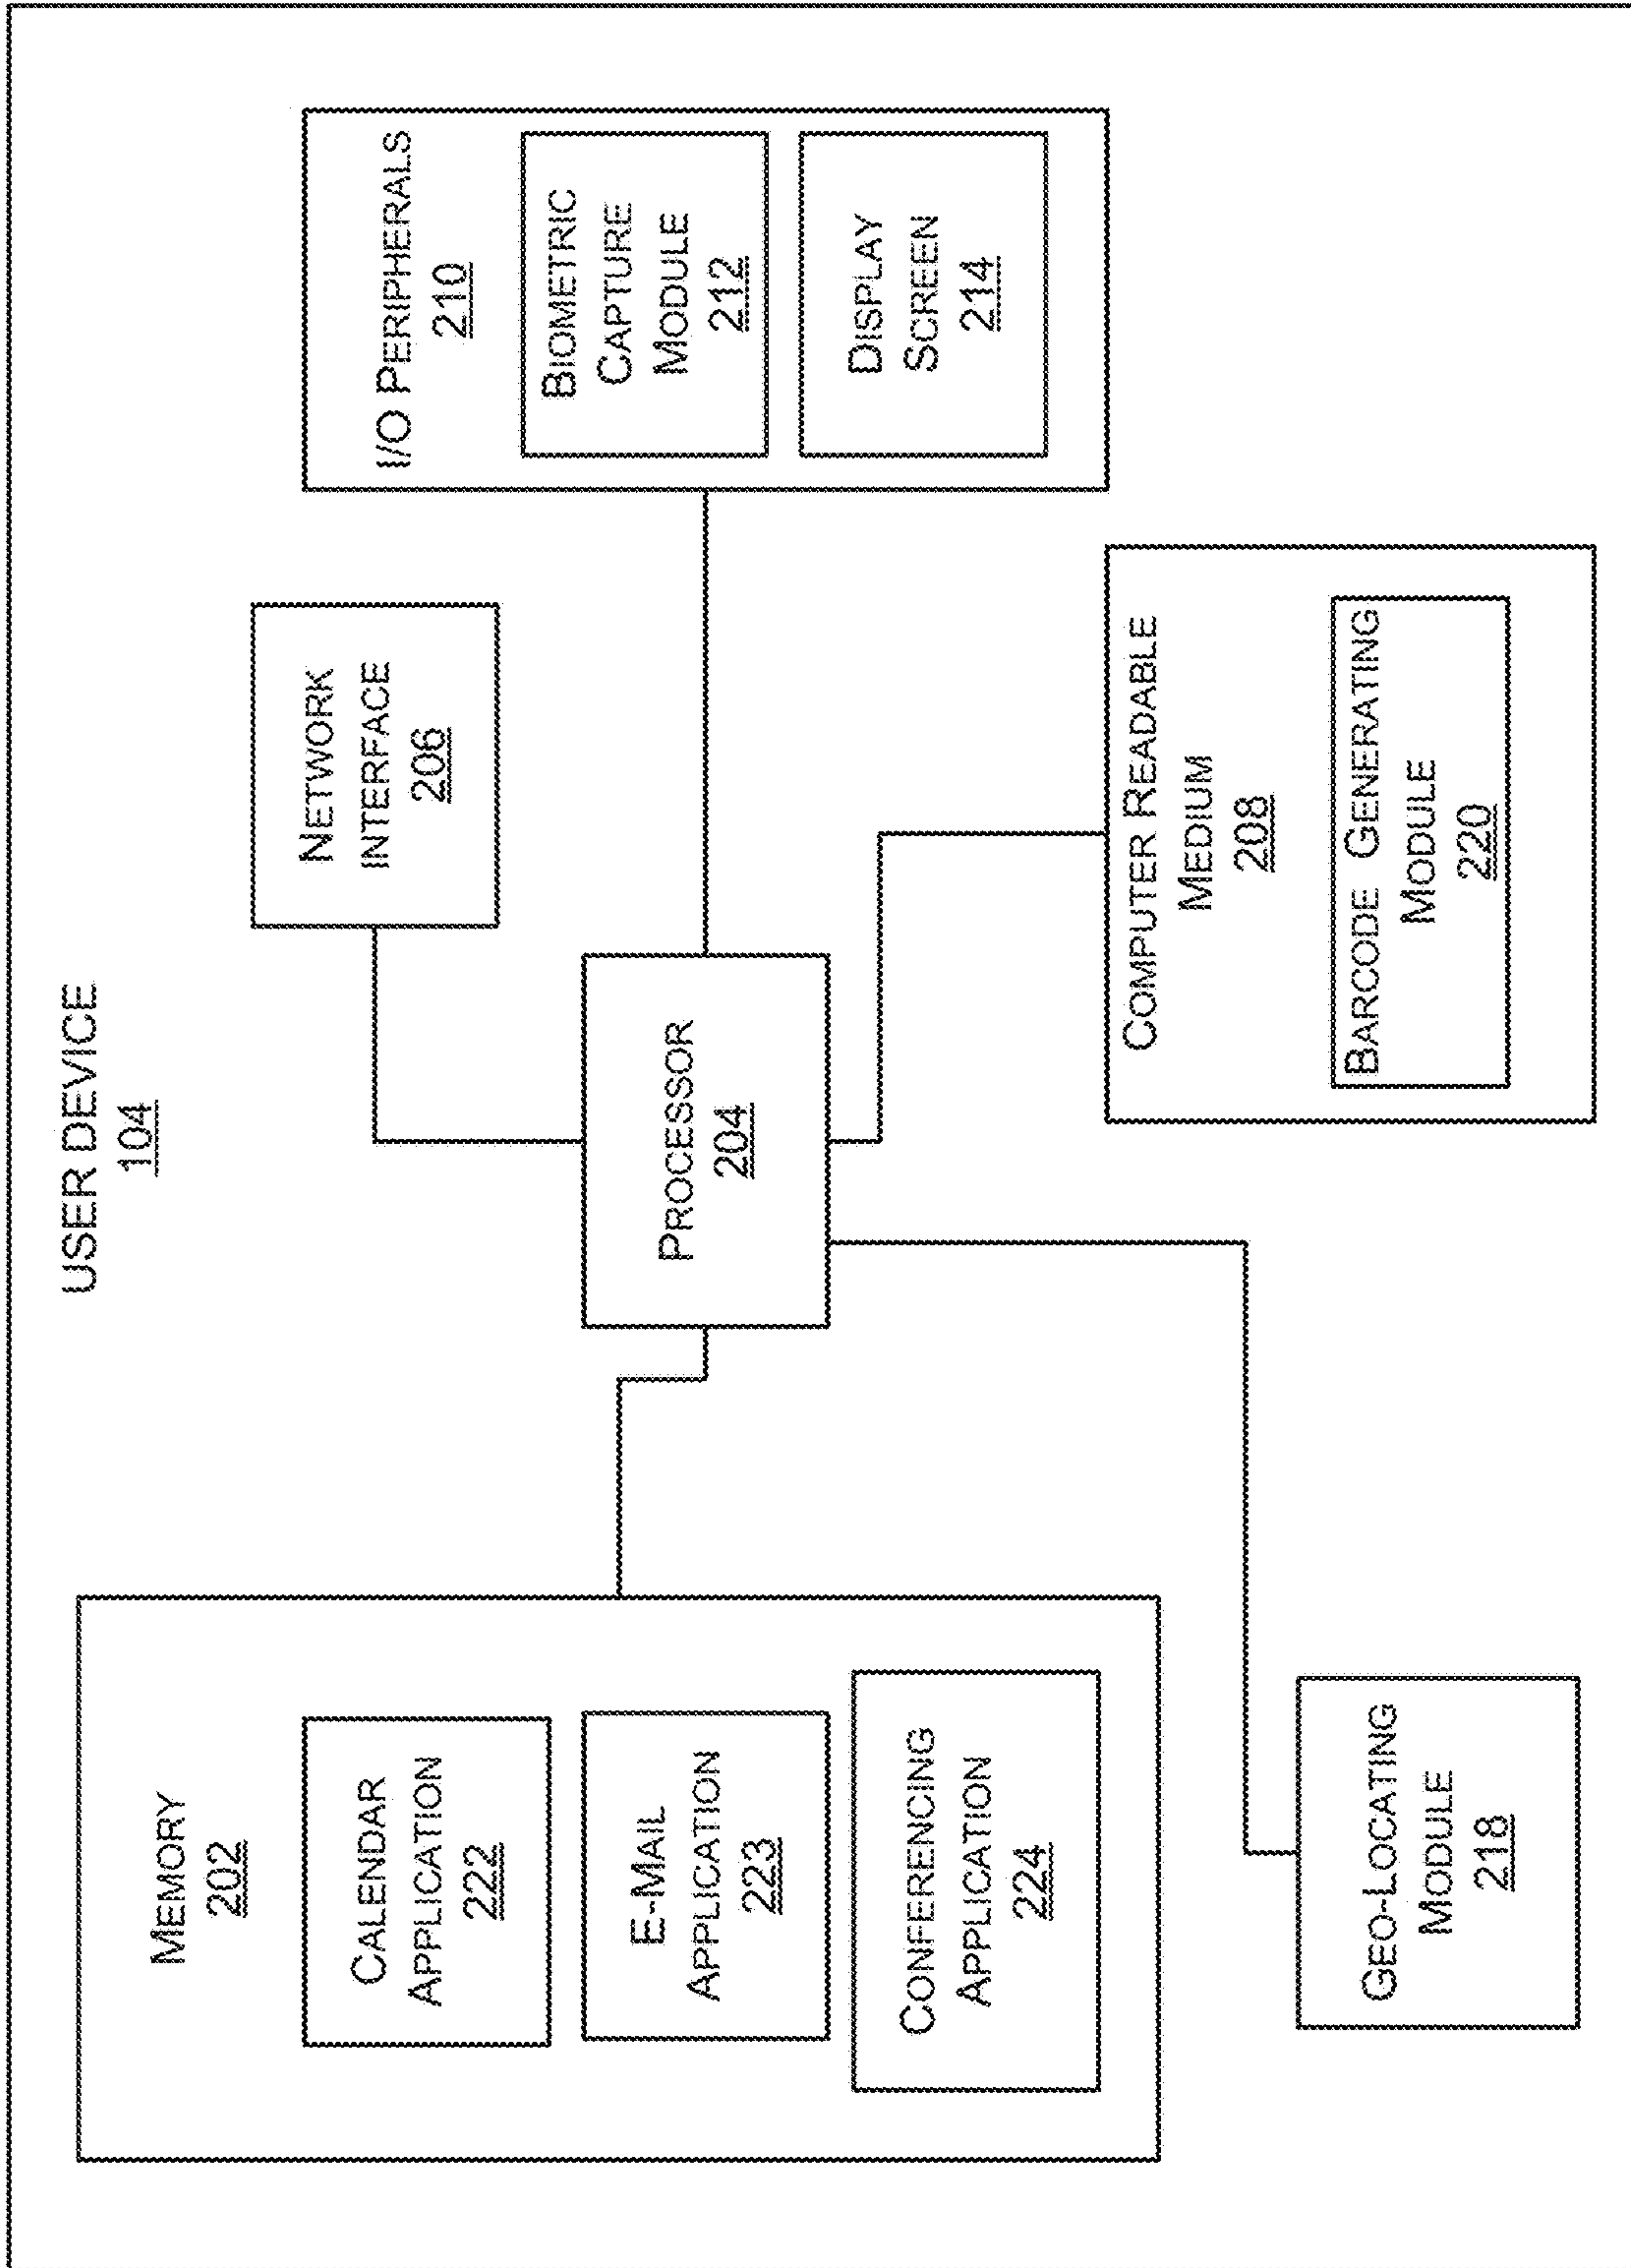 USER DEVICE
104
MEMORY
202
CALENDAR
APPLICATION
222
E-MAIL
APPLICATION
223
CONFERENCING
APPLICATION
224
GEO-LOCATING
MODULE
218
PROCESSOR
204
NETWORK
INTERFACE
206
COMPUTER READABLE
MEDIUM
208
BARCODE GENERATING
MODULE
220
I/O PERIPHERALS
210
BIOMETRIC
CAPTURE
MODULE
212
DISPLAY
SCREEN
214